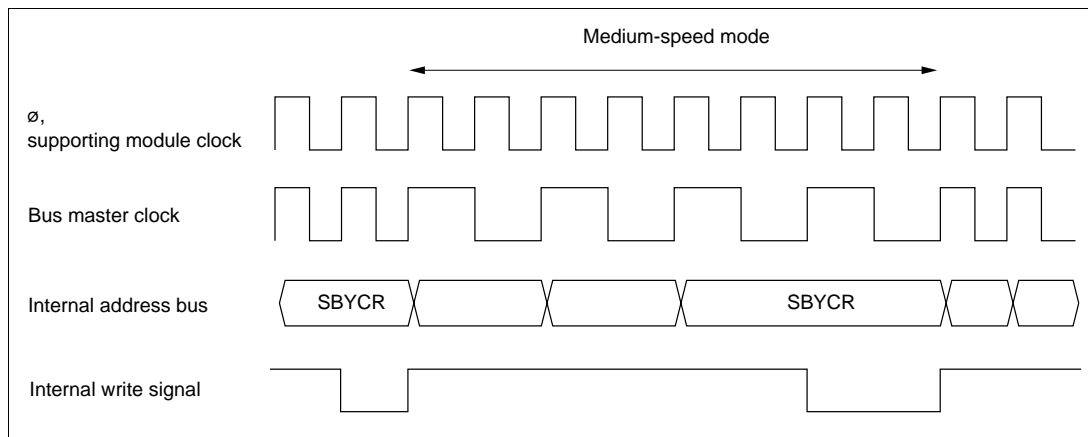 Medium-speed mode
ø,
supporting module clock
Bus master clock
Internal address bus
SBYCR
SBYCR
Internal write signal